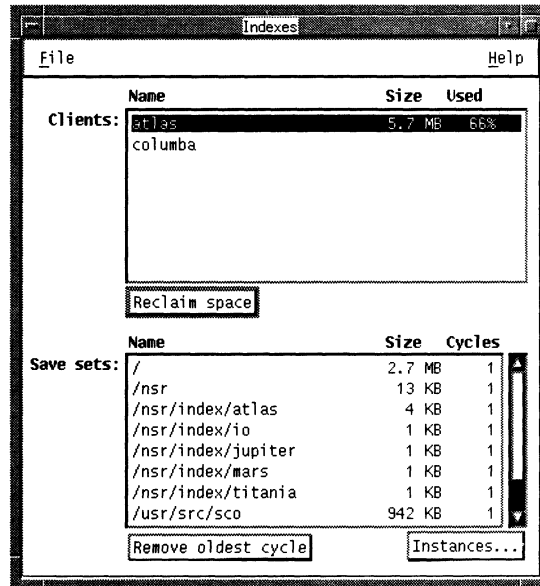 Indexes
File Help
Name Size Used
Clients: atlas 5.7 MB 66%
columba
Reclaim space
Name Size Cycles
Save sets: / 2.7 MB 1
/nsr 13 KB 1
/nsr/index/atlas 4 KB 1
/nsr/index/io 1 KB 1
/nsr/index/jupiter 1 KB 1
/nsr/index/mars 1 KB 1
/nsr/index/titania 1 KB 1
/usr/src/sco 942 KB 1
Remove oldest cycle Instances...